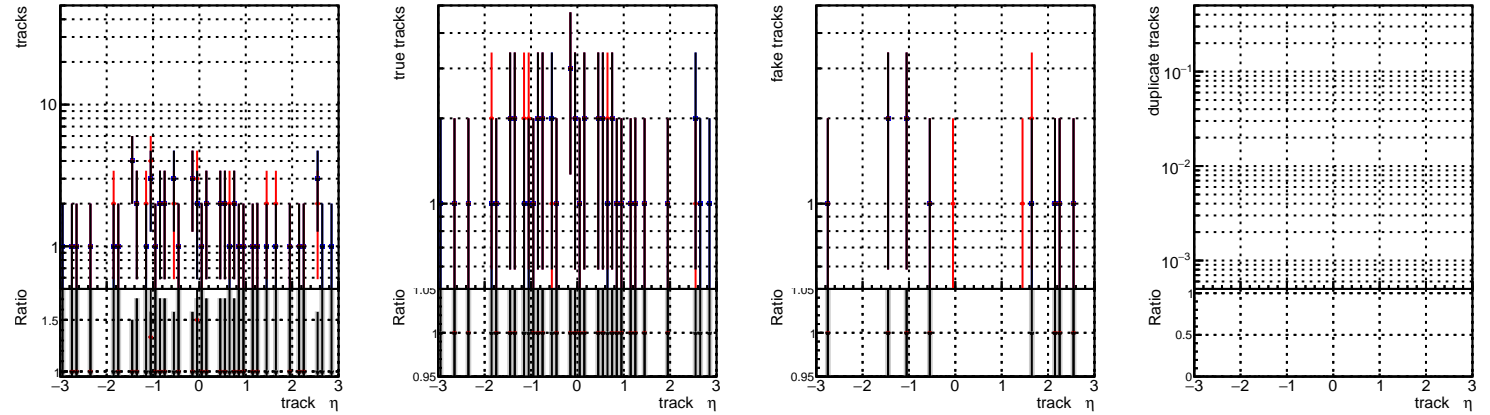 tracks
10
1
Ratio
1.5
1
−3 −2 −1 0 1 2 3
track η
true tracks
1
Ratio
1.05
1
0.95
−3 −2 −1 0 1 2 3
track η
fake tracks
1
Ratio
1.05
1
0.95
−3 −2 −1 0 1 2 3
track η
duplicate tracks
10−1
10−2
10−3
Ratio
1
0.5
0
−3 −2 −1 0 1 2 3
track η